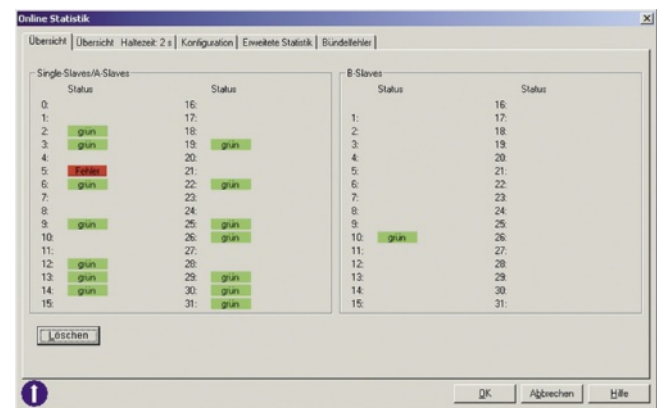 Online Statistik
Übersicht Übersicht Haltezeit: 2 s Konfiguration Erweitete Statistik Bündelfehler
Single-Slaves/A-Slaves
Status Status
0: 16:
1: 17:
2: grün 18:
3: grün 19: grün
4: 20:
5: Fehler 21:
6: grün 22: grün
7: 23:
8: 24:
9: grün 25: grün
10: 26: grün
11: 27:
12: grün 28:
13: grün 29: grün
14: grün 30: grün
15: 31: grün
B-Slaves
Status Status
16:
1: 17:
2: 18:
3: 19:
4: 20:
5: 21:
6: 22:
7: 23:
8: 24:
9: 25:
10: grün 26:
11: 27:
12: 28:
13: 29:
14: 30:
15: 31:
Löschen
OK Abbrechen Hilfe